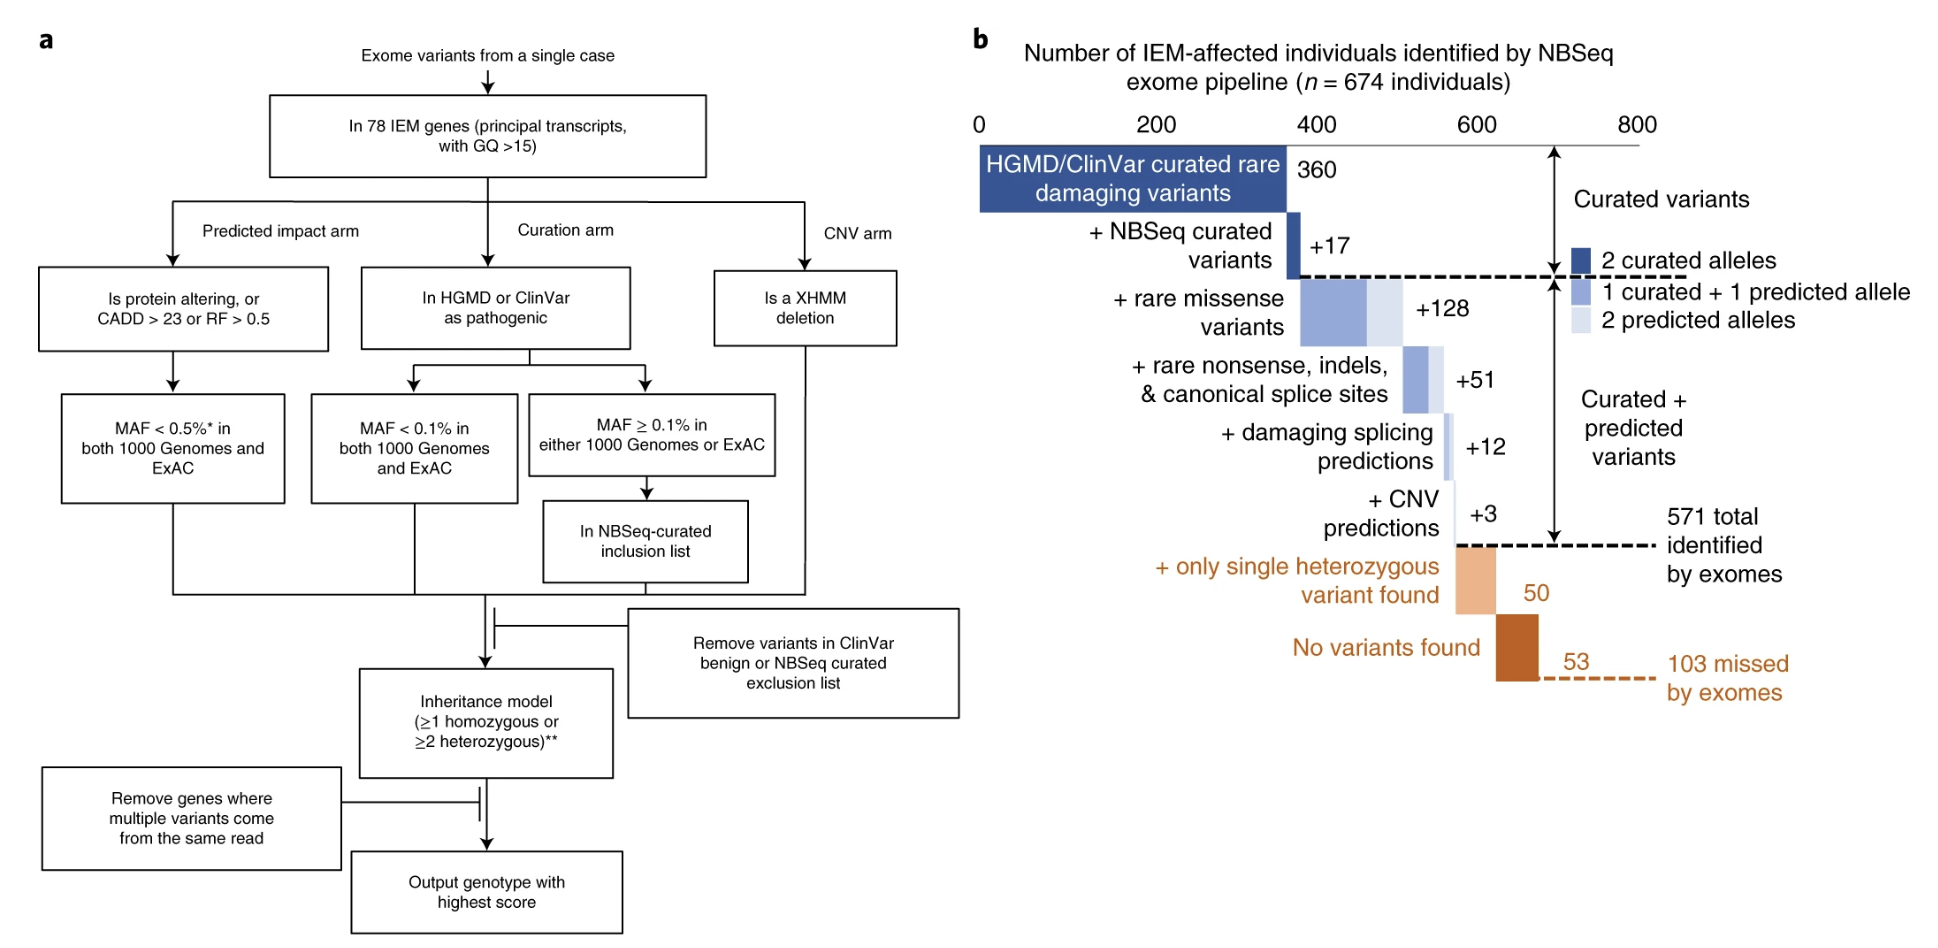 a
Exome variants from a single case
In 78 IEM genes (principal transcripts,
with GQ >15)
Predicted impact arm
Curation arm
CNV arm
Is protein altering, or
CADD > 23 or RF > 0.5
In HGMD or ClinVar
as pathogenic
Is a XHMM
deletion
MAF < 0.5%* in
both 1000 Genomes and
ExAC
MAF < 0.1% in
both 1000 Genomes
and ExAC
MAF ≥ 0.1% in
either 1000 Genomes or ExAC
In NBSeq-curated
inclusion list
Remove variants in ClinVar
benign or NBSeq curated
exclusion list
Inheritance model
(≥1 homozygous or
≥2 heterozygous)**
Remove genes where
multiple variants come
from the same read
Output genotype with
highest score
b
Number of IEM-affected individuals identified by NBSeq
exome pipeline (n = 674 individuals)
0 200 400 600 800
HGMD/ClinVar curated rare
damaging variants
360
+ NBSeq curated
variants
+17
+ rare missense
variants
+128
+ rare nonsense, indels,
& canonical splice sites
+51
+ damaging splicing
predictions
+12
+ CNV
predictions
+3
+ only single heterozygous
variant found
50
No variants found
53
Curated variants
2 curated alleles
1 curated + 1 predicted allele
2 predicted alleles
Curated +
predicted
variants
571 total
identified
by exomes
103 missed
by exomes